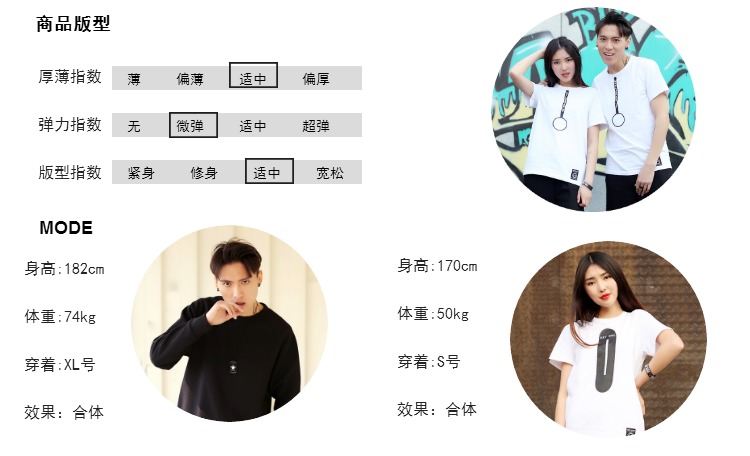 商品版型
厚薄指数 薄 偏薄 适中 偏厚
弹力指数 无 微弹 适中 超弹
版型指数 紧身 修身 适中 宽松
MODE
身高:182cm
体重:74kg
穿着:XL号
效果：合体
身高:170cm
体重:50kg
穿着:S号
效果：合体